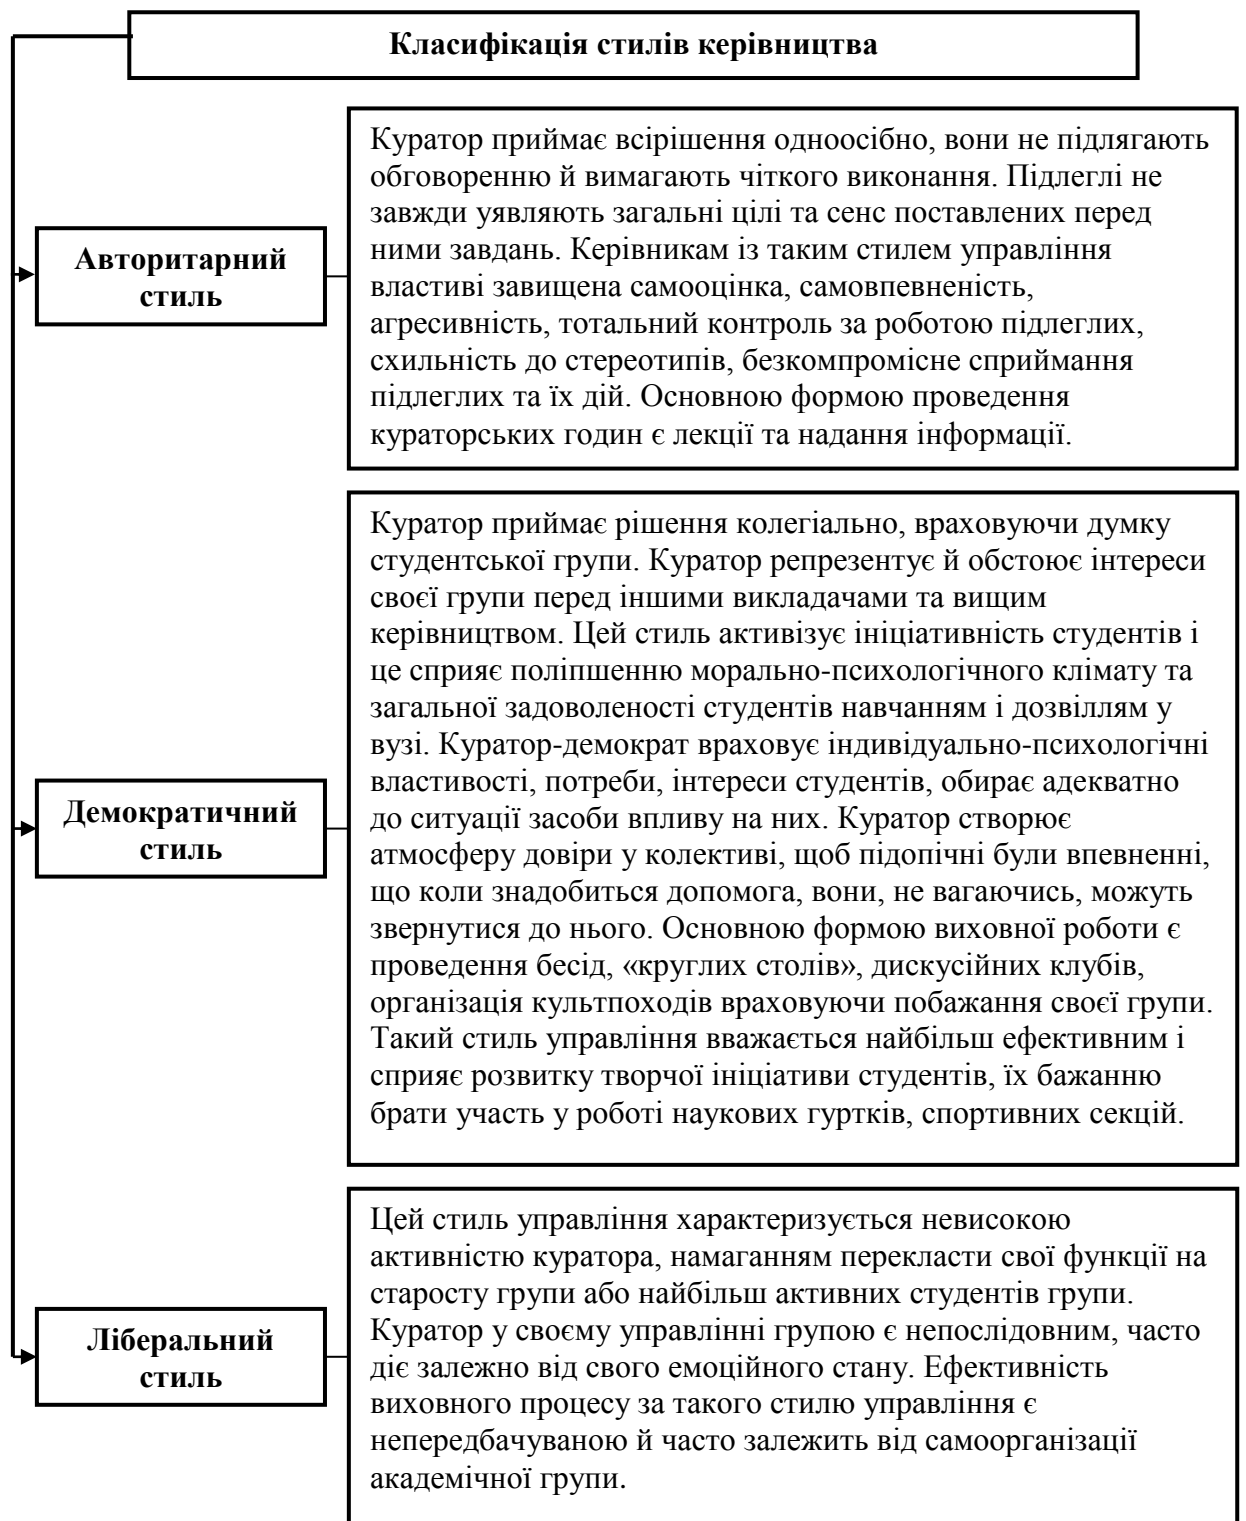 Класифікація стилів керівництва
Авторитарний
стиль
Куратор приймає всірішення одноосібно, вони не підлягають
обговоренню й вимагають чіткого виконання. Підлеглі не
завжди уявляють загальні цілі та сенс поставлених перед
ними завдань. Керівникам із таким стилем управління
властиві завищена самооцінка, самовпевненість,
агресивність, тотальний контроль за роботою підлеглих,
схильність до стереотипів, безкомпромісне сприймання
підлеглих та їх дій. Основною формою проведення
кураторських годин є лекції та надання інформації.
Демократичний
стиль
Куратор приймає рішення колегіально, враховуючи думку
студентської групи. Куратор репрезентує й обстоює інтереси
своєї групи перед іншими викладачами та вищим
керівництвом. Цей стиль активізує ініціативність студентів і
це сприяє поліпшенню морально-психологічного клімату та
загальної задоволеності студентів навчанням і дозвіллям у
вузі. Куратор-демократ враховує індивідуально-психологічні
властивості, потреби, інтереси студентів, обирає адекватно
до ситуації засоби впливу на них. Куратор створює
атмосферу довіри у колективі, щоб підопічні були впевненні,
що коли знадобиться допомога, вони, не вагаючись, можуть
звернутися до нього. Основною формою виховної роботи є
проведення бесід, «круглих столів», дискусійних клубів,
організація культпоходів враховуючи побажання своєї групи.
Такий стиль управління вважається найбільш ефективним і
сприяє розвитку творчої ініціативи студентів, їх бажанню
брати участь у роботі наукових гуртків, спортивних секцій.
Ліберальний
стиль
Цей стиль управління характеризується невисокою
активністю куратора, намаганням перекласти свої функції на
старосту групи або найбільш активних студентів групи.
Куратор у своєму управлінні групою є непослідовним, часто
діє залежно від свого емоційного стану. Ефективність
виховного процесу за такого стилю управління є
непередбачуваною й часто залежить від самоорганізації
академічної групи.